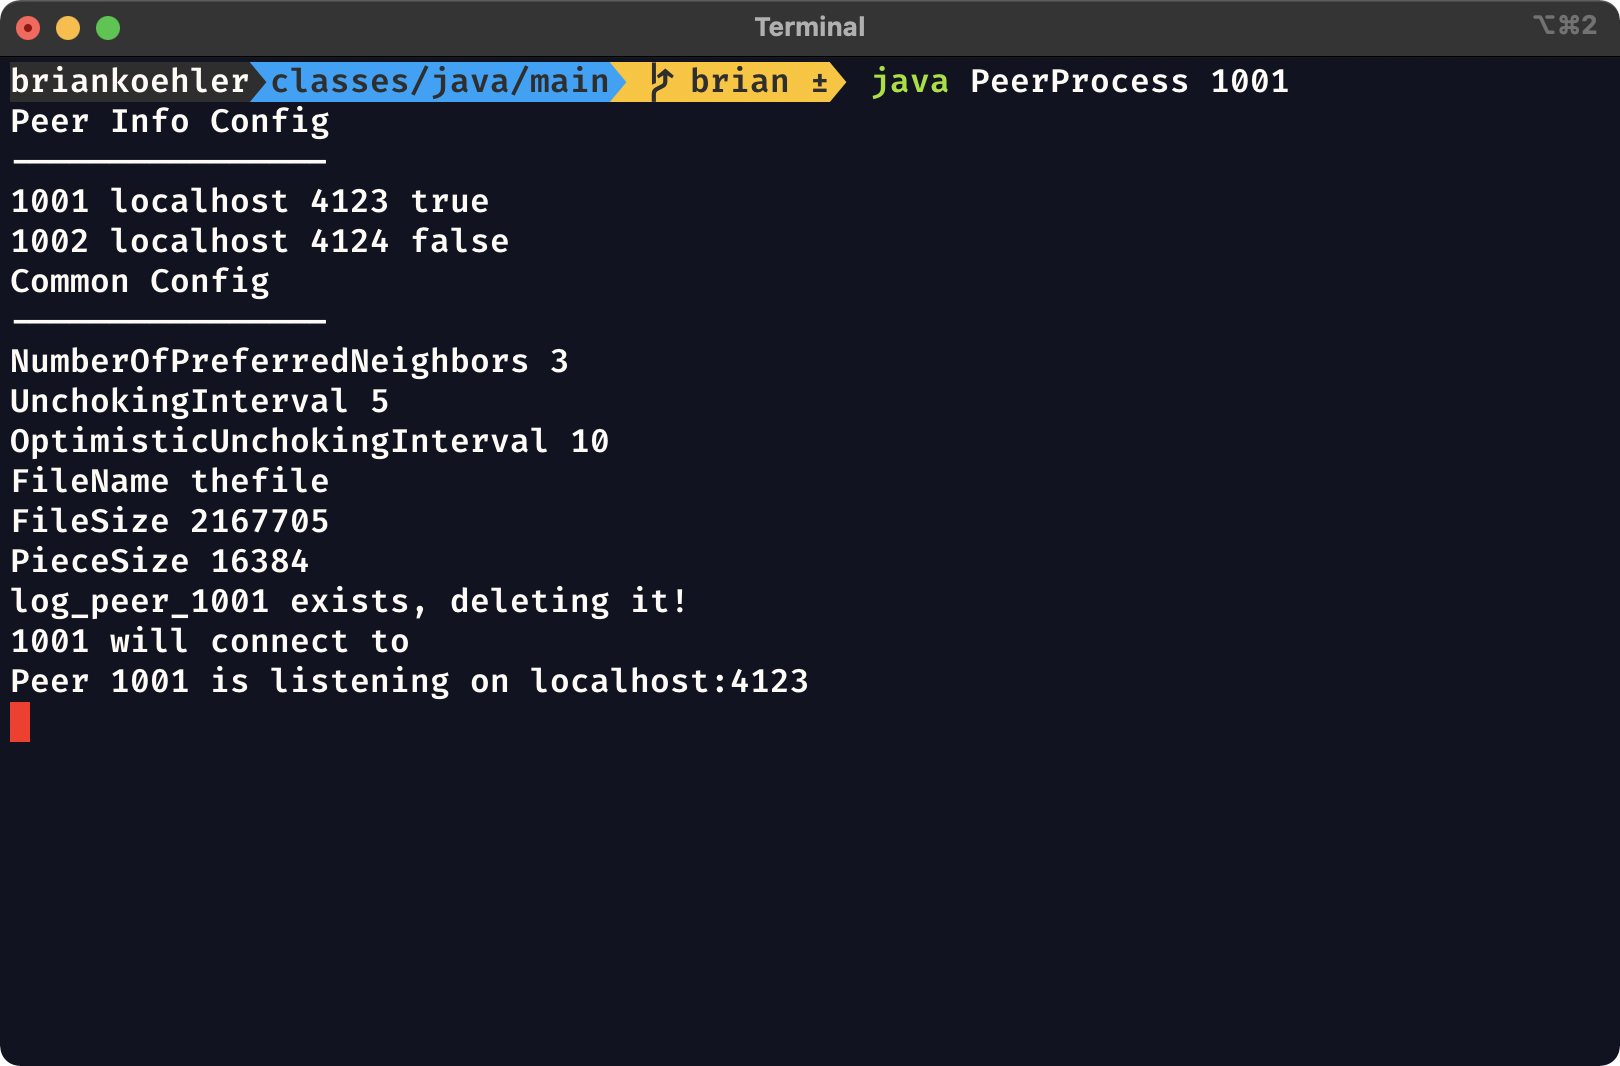 Terminal ⌥⌘2
briankoehler classes/java/main brian ± java PeerProcess 1001
Peer Info Config
----------------
1001 localhost 4123 true
1002 localhost 4124 false
Common Config
----------------
NumberOfPreferredNeighbors 3
UnchokingInterval 5
OptimisticUnchokingInterval 10
FileName thefile
FileSize 2167705
PieceSize 16384
log_peer_1001 exists, deleting it!
1001 will connect to
Peer 1001 is listening on localhost:4123